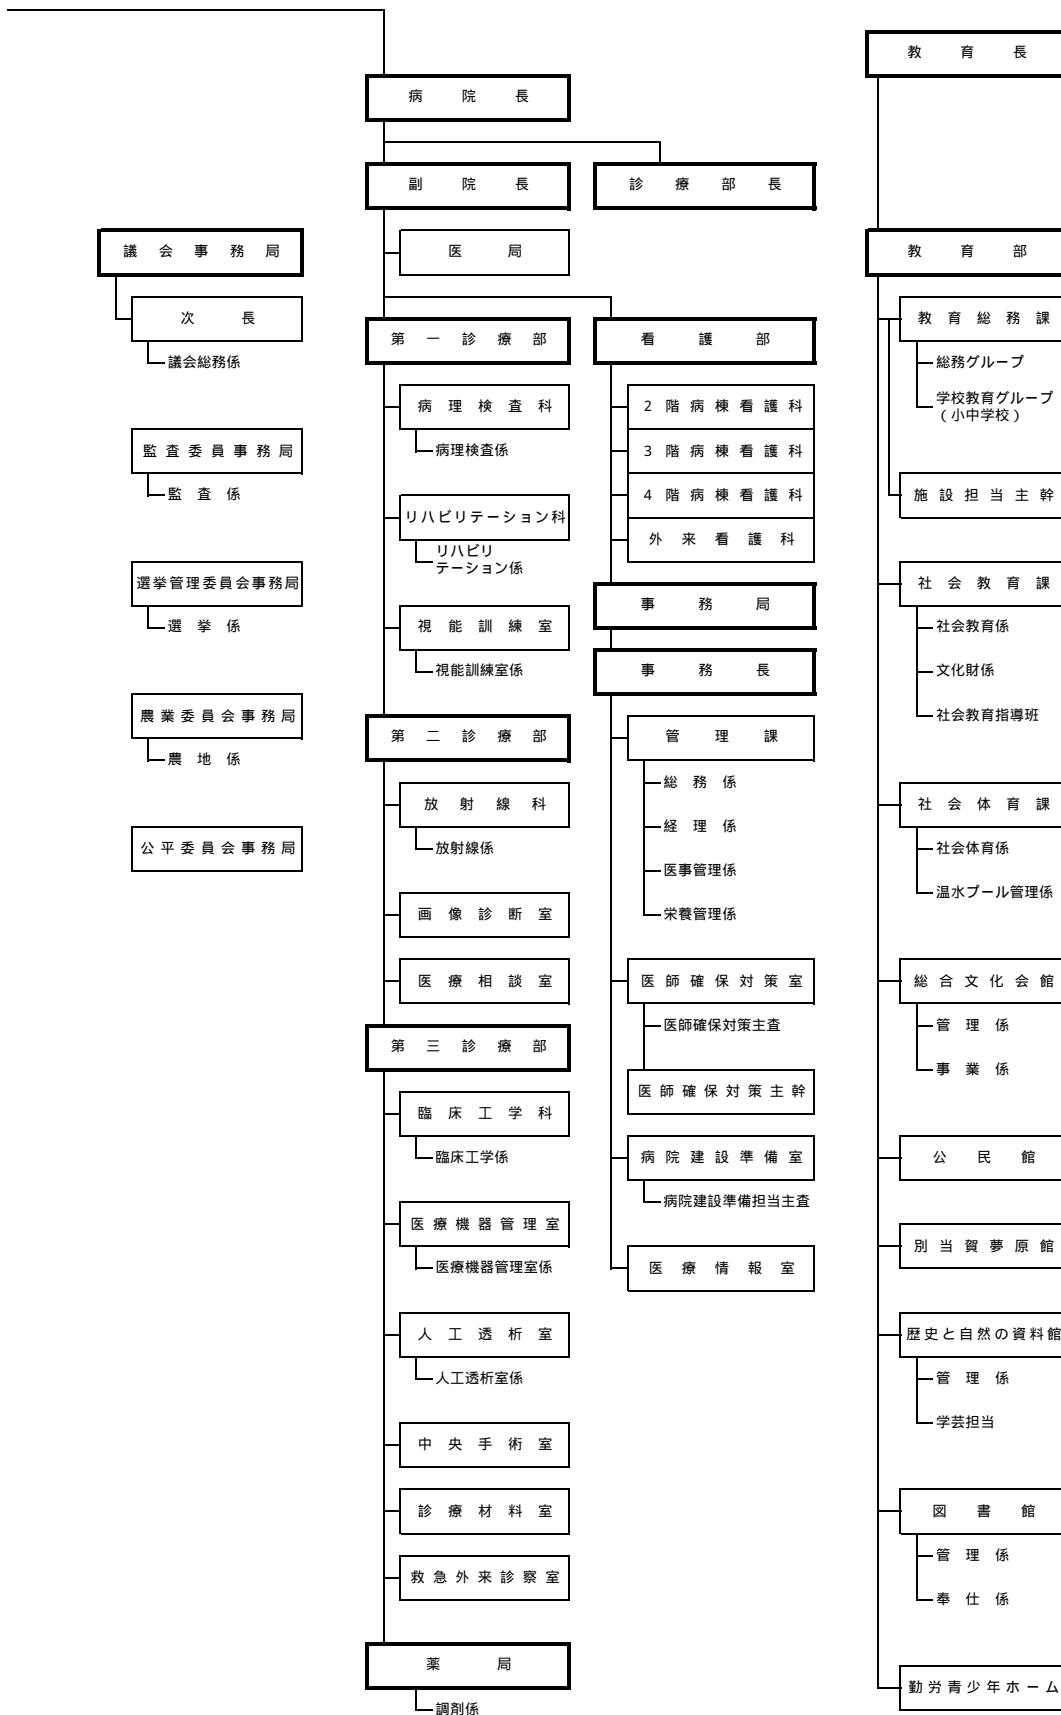 議会事務局
次長
議会総務係
監査委員事務局
監査係
選挙管理委員会事務局
選挙係
農業委員会事務局
農地係
公平委員会事務局
病院長
副院長
診療部長
医局
第一診療部
病理検査科
病理検査係
リハビリテーション科
リハビリ
テーション係
視能訓練室
視能訓練室係
第二診療部
放射線科
放射線係
画像診断室
医療相談室
第三診療部
臨床工学科
臨床工学係
医療機器管理室
医療機器管理室係
人工透析室
人工透析室係
中央手術室
診療材料室
救急外来診察室
薬局
調剤係
看護部
2階病棟看護科
3階病棟看護科
4階病棟看護科
外来看護科
事務局
事務長
管理課
総務係
経理係
医事管理係
栄養管理係
医師確保対策室
医師確保対策主査
医師確保対策主幹
病院建設準備室
病院建設準備担当主査
医療情報室
教育長
教育部
教育総務課
総務グループ
学校教育グループ
（小中学校）
施設担当主幹
社会教育課
社会教育係
文化財係
社会教育指導班
社会体育課
社会体育係
温水プール管理係
総合文化会館
管理係
事業係
公民館
別当賀夢原館
歴史と自然の資料館
管理係
学芸担当
図書館
管理係
奉仕係
勤労青少年ホーム